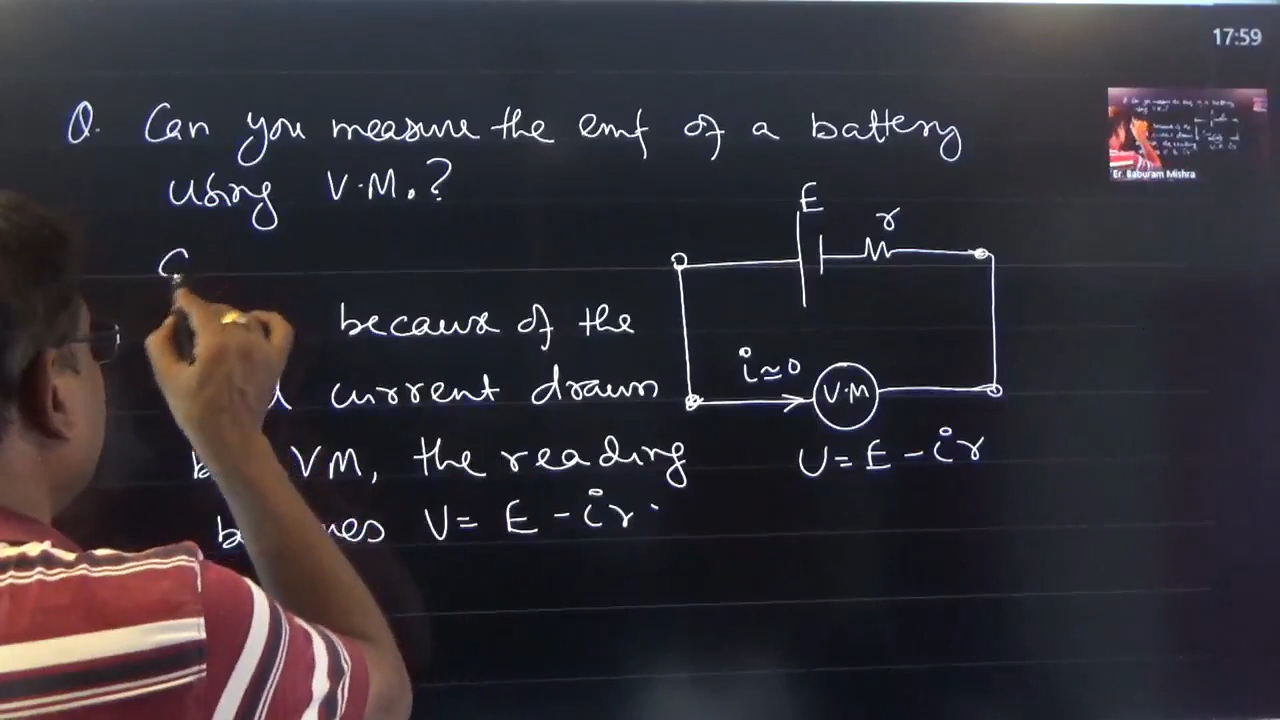 17:59
Q. Can you measure the emf of a battery
using V.M.?
E
r
because of the
current drawn
i≃0
V.M
VM, the reading
V = E - ir
V = E - ir.
Er. Baburam Mishra